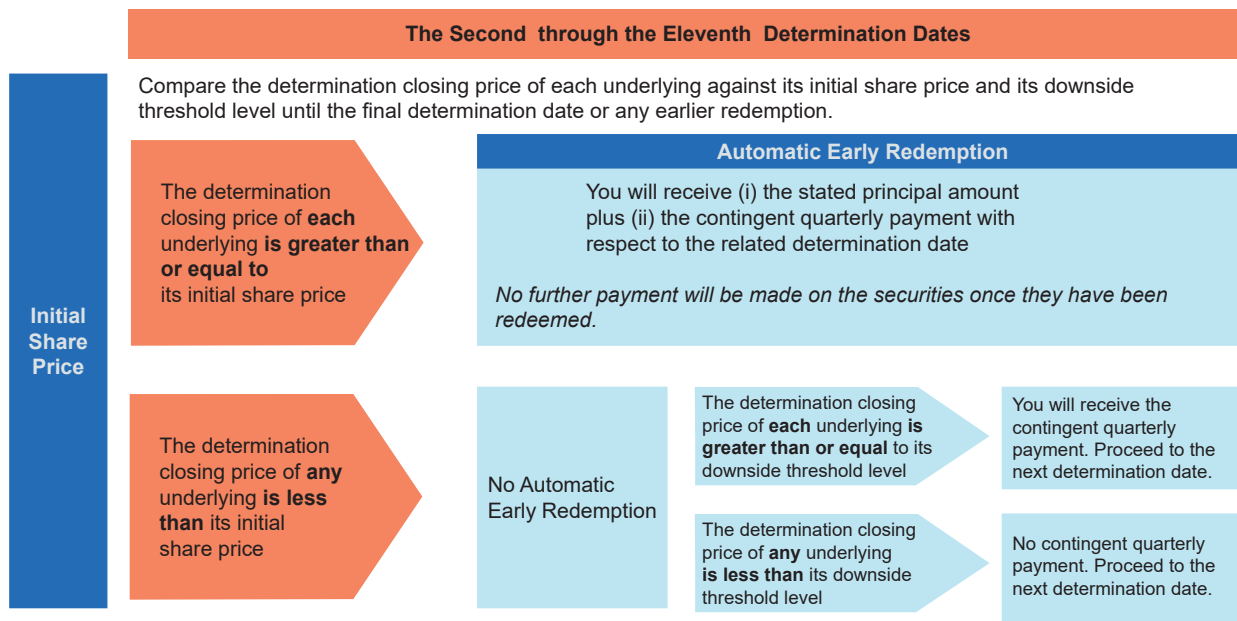 The Second through the Eleventh Determination Dates
Compare the determination closing price of each underlying against its initial share price and its downside
threshold level until the final determination date or any earlier redemption.
Initial
Share
Price
The determination
closing price of each
underlying is greater than
or equal to
its initial share price
Automatic Early Redemption
You will receive (i) the stated principal amount
plus (ii) the contingent quarterly payment with
respect to the related determination date
No further payment will be made on the securities once they have been
redeemed.
The determination
closing price of any
underlying is less
than its initial
share price
No Automatic
Early Redemption
The determination closing
price of each underlying is
greater than or equal to its
downside threshold level
You will receive the
contingent quarterly
payment. Proceed to the
next determination date.
The determination closing
price of any underlying
is less than its downside
threshold level
No contingent quarterly
payment. Proceed to the
next determination date.